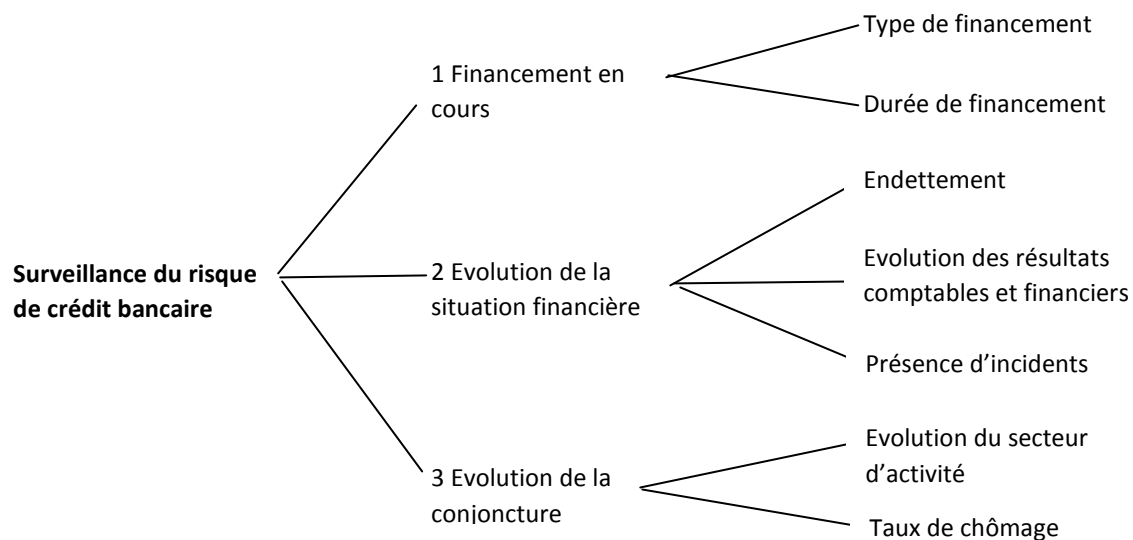 Surveillance du risque
de crédit bancaire
1 Financement en
cours
Type de financement
Durée de financement
2 Evolution de la
situation financière
Endettement
Evolution des résultats
comptables et financiers
Présence d’incidents
3 Evolution de la
conjoncture
Evolution du secteur
d’activité
Taux de chômage